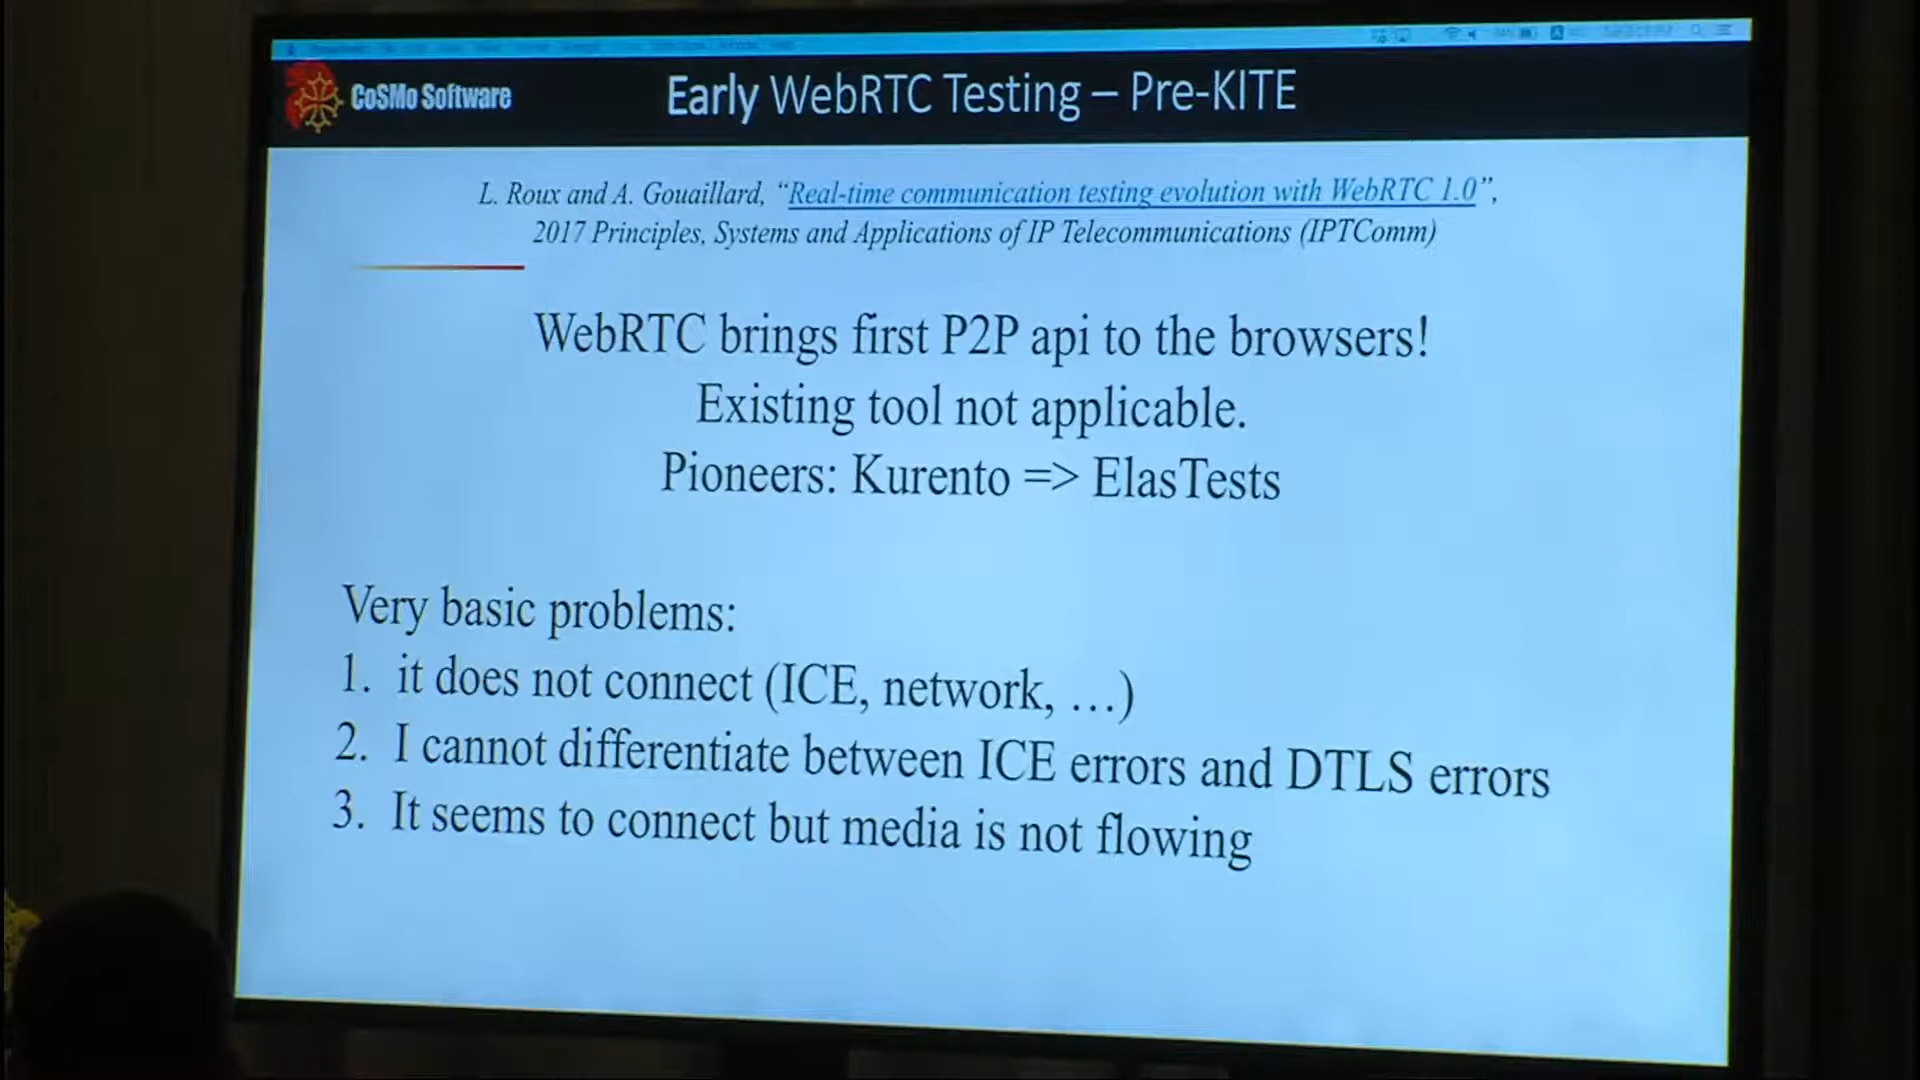 CoSMo Software
Early WebRTC Testing – Pre-KITE
L. Roux and A. Gouaillard, “Real-time communication testing evolution with WebRTC 1.0”,
2017 Principles, Systems and Applications of IP Telecommunications (IPTComm)
WebRTC brings first P2P api to the browsers!
Existing tool not applicable.
Pioneers: Kurento => ElasTests
Very basic problems:
1. it does not connect (ICE, network, …)
2. I cannot differentiate between ICE errors and DTLS errors
3. It seems to connect but media is not flowing